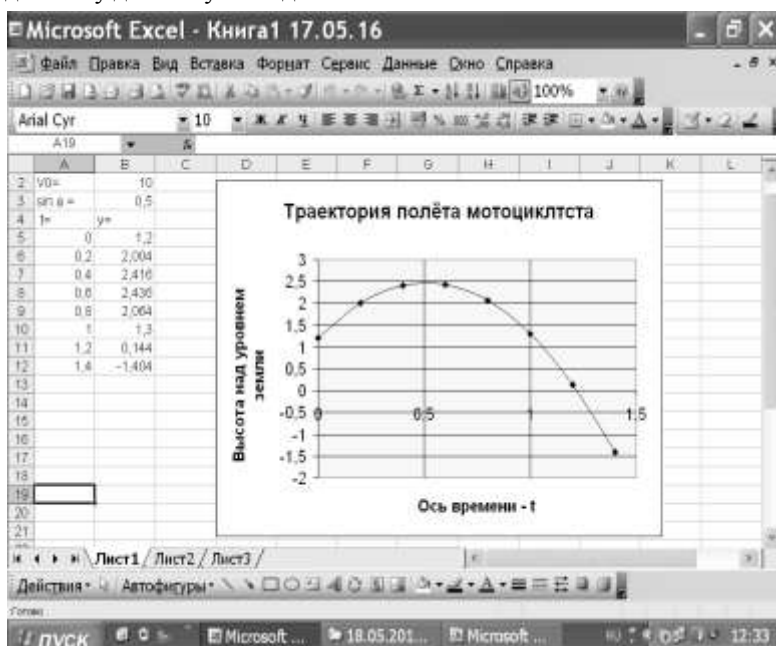 Microsoft Excel - Книга1 17.05.16
Файл Правка Вид Вставка Формат Сервис Данные Окно Справка
100%
Arial Cyr 10
A19
A B C D E F G H I J K L
2 V0= 10
3 sin a = 0,5
4 t= y=
5 0 1,2
6 0,2 2,004
7 0,4 2,416
8 0,6 2,436
9 0,8 2,064
10 1 1,3
11 1,2 0,144
12 1,4 -1,404
13
14
15
16
17
18
19
20
21
Траектория полёта мотоциклтста
3
2,5
2
1,5
1
0,5
0
-0,5
-1
-1,5
-2
0 0,5 1 1,5
Высота над уровнем
земли
Ось времени - t
Лист1 / Лист2 / Лист3 /
Действия Автофигуры
Готово
пуск Microsoft ... 18.05.201... Microsoft ... RU 12:33